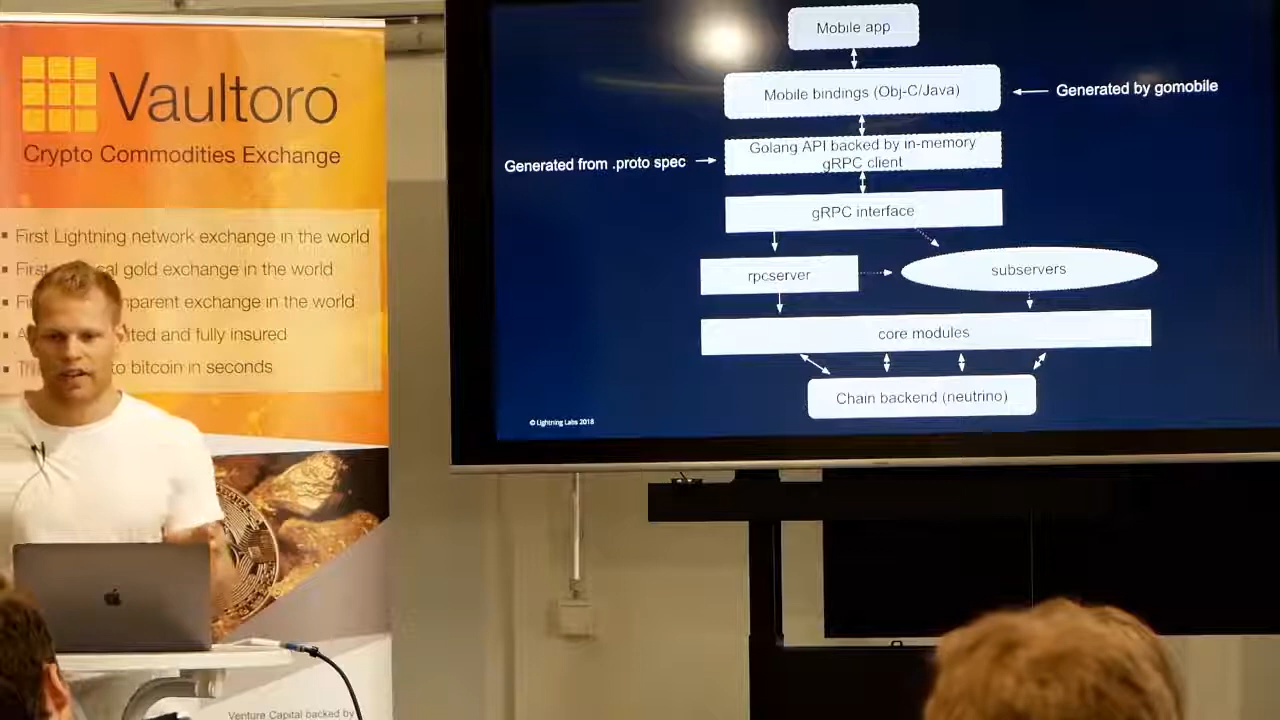 Vaultoro
Crypto Commodities Exchange
▪ First Lightning network exchange in the world
▪ gold exchange in the world
▪ exchange in the world
▪ and fully insured
▪ to bitcoin in seconds
Venture Capital backed by
Mobile app
Mobile bindings (Obj-C/Java)
Generated by gomobile
Generated from .proto spec
Golang API backed by in-memory
gRPC client
gRPC interface
rpcserver
subservers
core modules
Chain backend (neutrino)
© Lightning Labs 2018